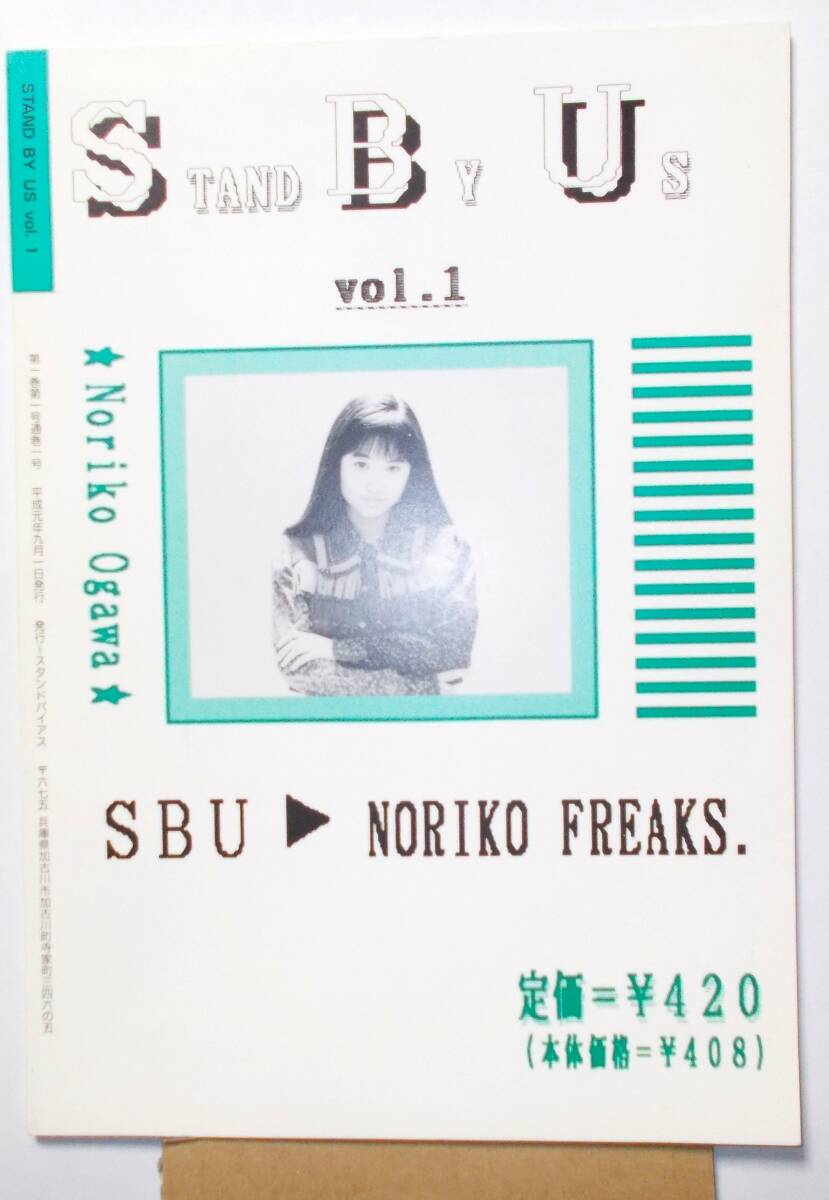 STAND BY US vol. 1
STAND BY US
vol.1
★ Noriko Ogawa ★
第一巻第一号通巻一号 平成元年九月一日発行 発行=スタンドバイアス 〒六七五 兵庫県加古川市加古川町寺家町三四六の五
SBU ▶ NORIKO FREAKS.
定価=¥420
(本体価格=¥408)